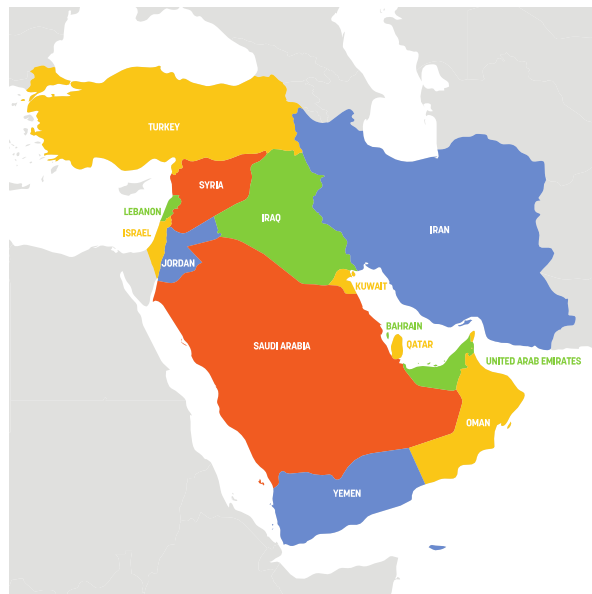 TURKEY
SYRIA
LEBANON
IRAQ
ISRAEL
IRAN
JORDAN
KUWAIT
BAHRAIN
SAUDI ARABIA
QATAR
UNITED ARAB EMIRATES
OMAN
YEMEN